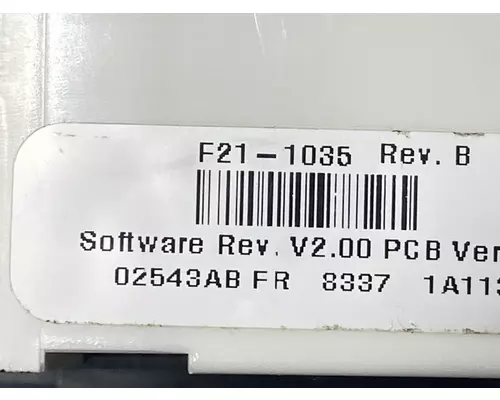 F21-1035 Rev. B
Software Rev. V2.00 PCB Ver
02543AB FR 8337 1A113